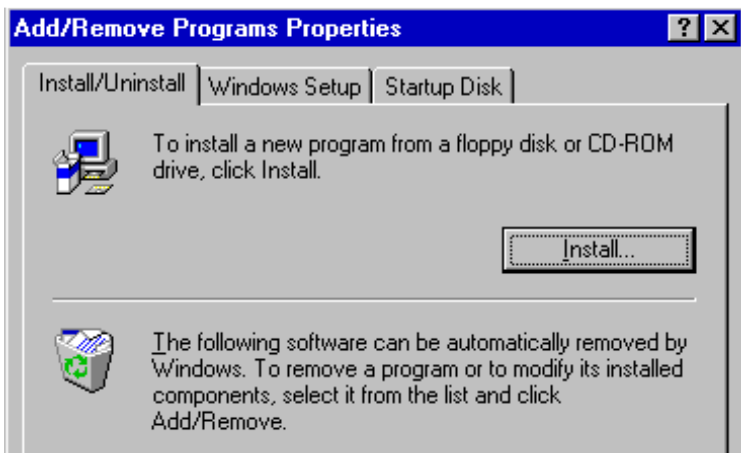 Add/Remove Programs Properties
Install/Uninstall Windows Setup Startup Disk
To install a new program from a floppy disk or CD-ROM
drive, click Install.
Install...
The following software can be automatically removed by
Windows. To remove a program or to modify its installed
components, select it from the list and click
Add/Remove.